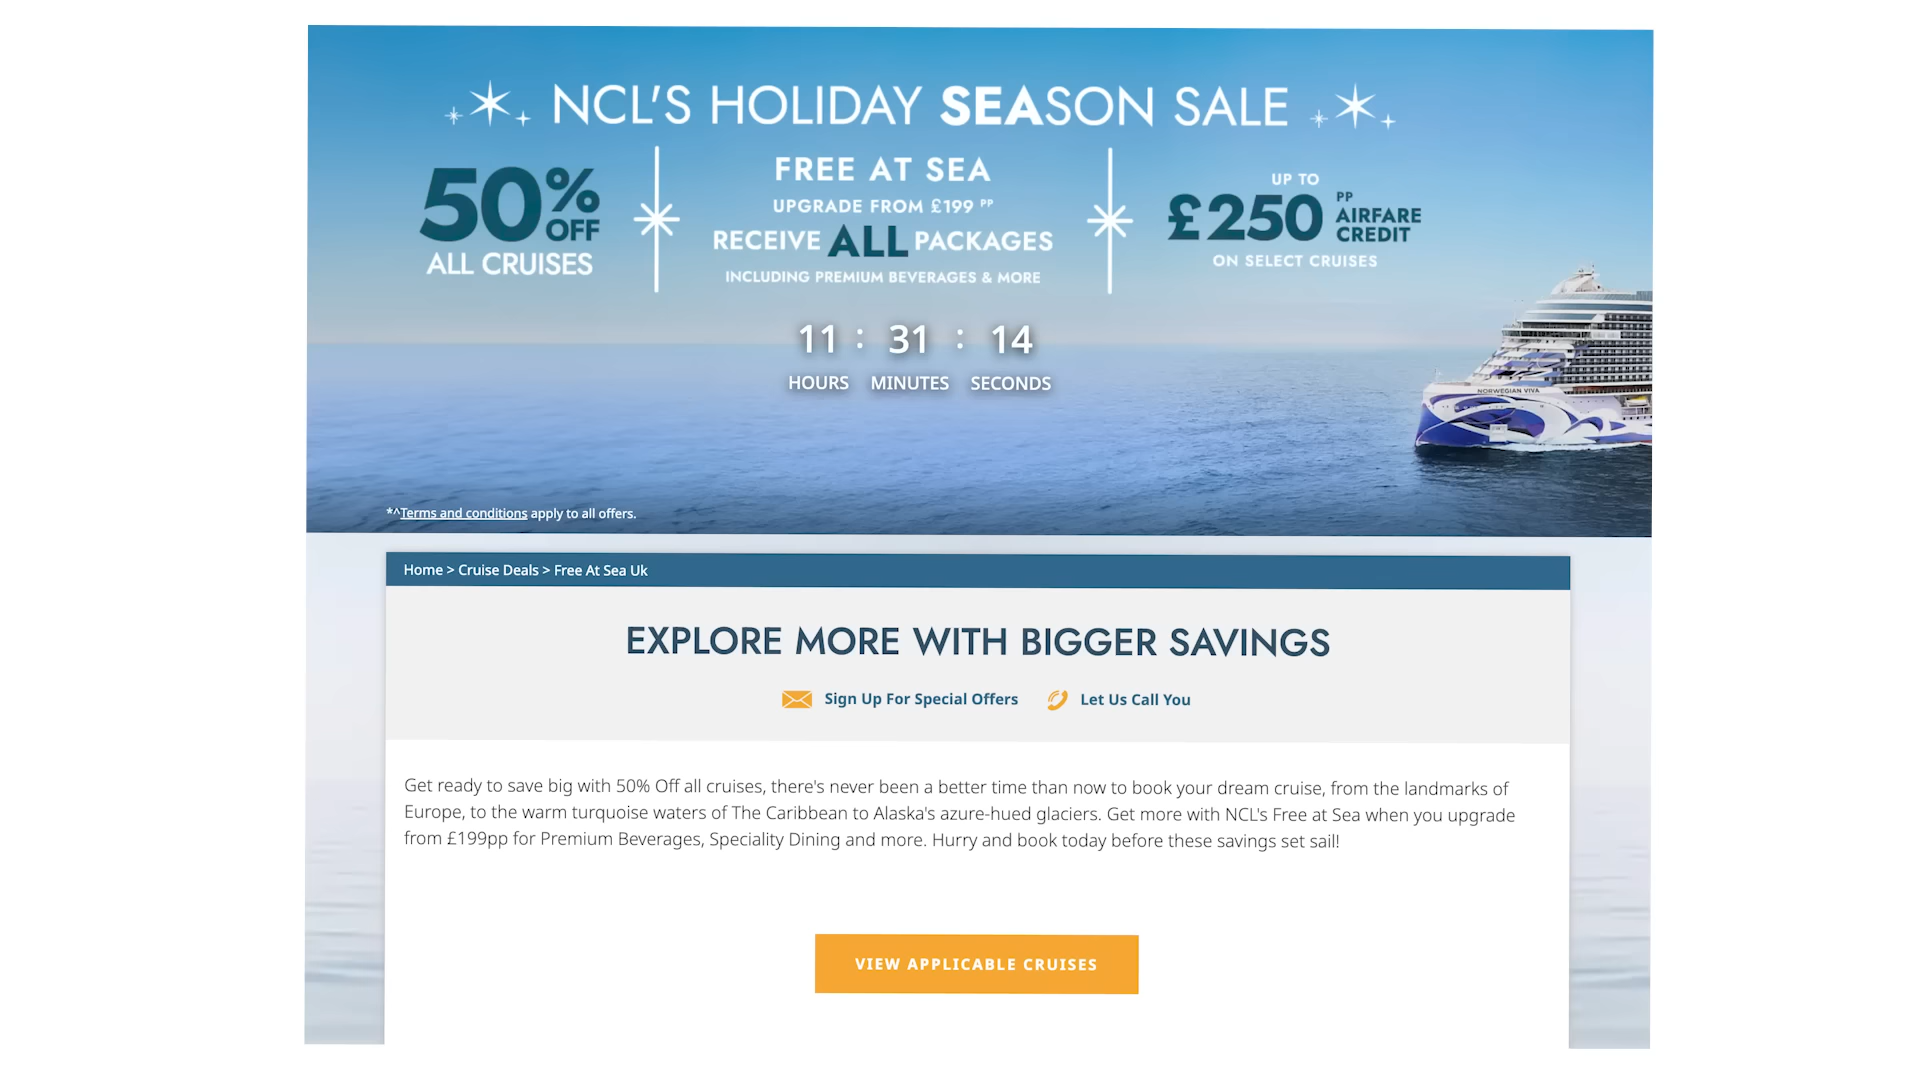 NCL'S HOLIDAY SEASON SALE
50% OFF
ALL CRUISES
FREE AT SEA
UPGRADE FROM £199 PP
RECEIVE ALL PACKAGES
INCLUDING PREMIUM BEVERAGES & MORE
UP TO
£250 PP AIRFARE CREDIT
ON SELECT CRUISES
11 : 31 : 14
HOURS MINUTES SECONDS
NORWEGIAN VIVA
*^Terms and conditions apply to all offers.
Home > Cruise Deals > Free At Sea Uk
EXPLORE MORE WITH BIGGER SAVINGS
Sign Up For Special Offers Let Us Call You
Get ready to save big with 50% Off all cruises, there's never been a better time than now to book your dream cruise, from the landmarks of
Europe, to the warm turquoise waters of The Caribbean to Alaska's azure-hued glaciers. Get more with NCL's Free at Sea when you upgrade
from £199pp for Premium Beverages, Speciality Dining and more. Hurry and book today before these savings set sail!
VIEW APPLICABLE CRUISES